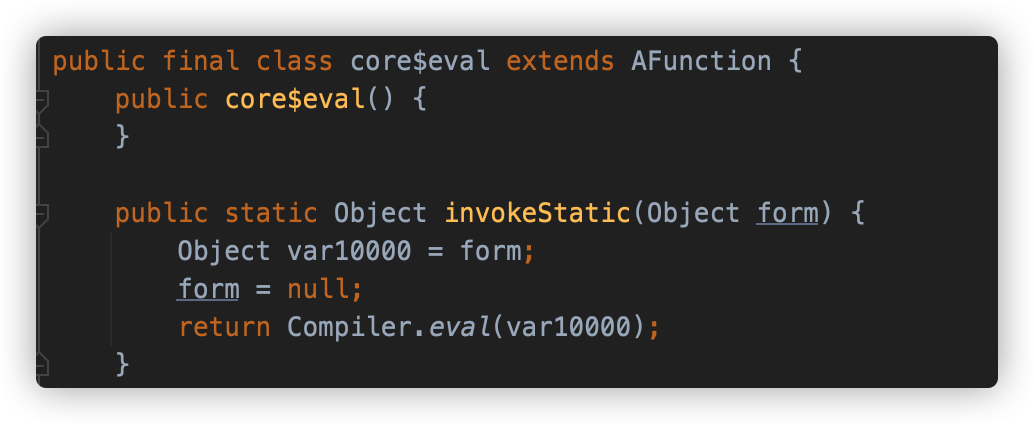 public final class core$eval extends AFunction {
public core$eval() {
}
public static Object invokeStatic(Object form) {
Object var10000 = form;
form = null;
return Compiler.eval(var10000);
}